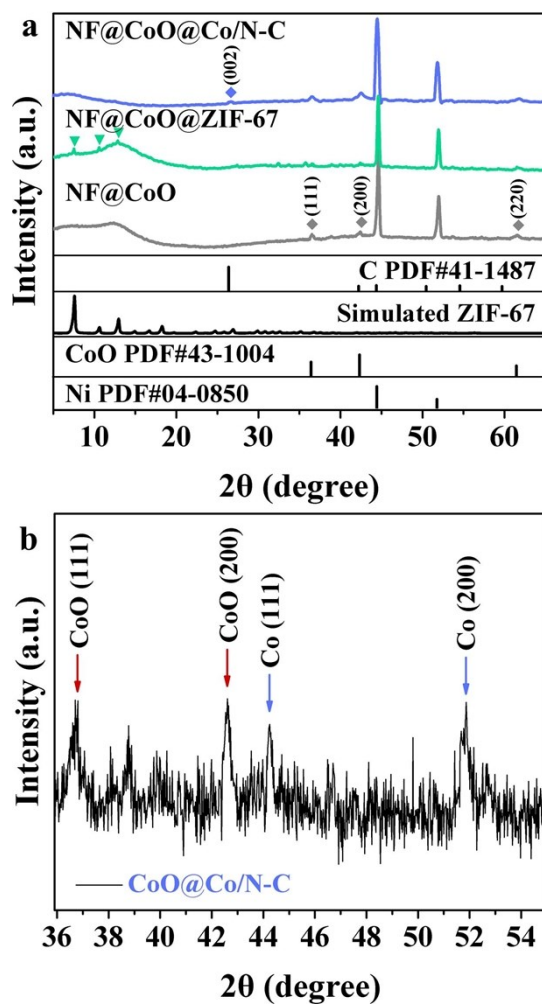 a
NF@CoO@Co/N-C
(002)
NF@CoO@ZIF-67
NF@CoO
(111)
(200)
(220)
C PDF#41-1487
Simulated ZIF-67
CoO PDF#43-1004
Ni PDF#04-0850
Intensity (a.u.)
10 20 30 40 50 60
2θ (degree)
b
CoO (111)
CoO (200)
Co (111)
Co (200)
Intensity (a.u.)
CoO@Co/N-C
36 38 40 42 44 46 48 50 52 54
2θ (degree)